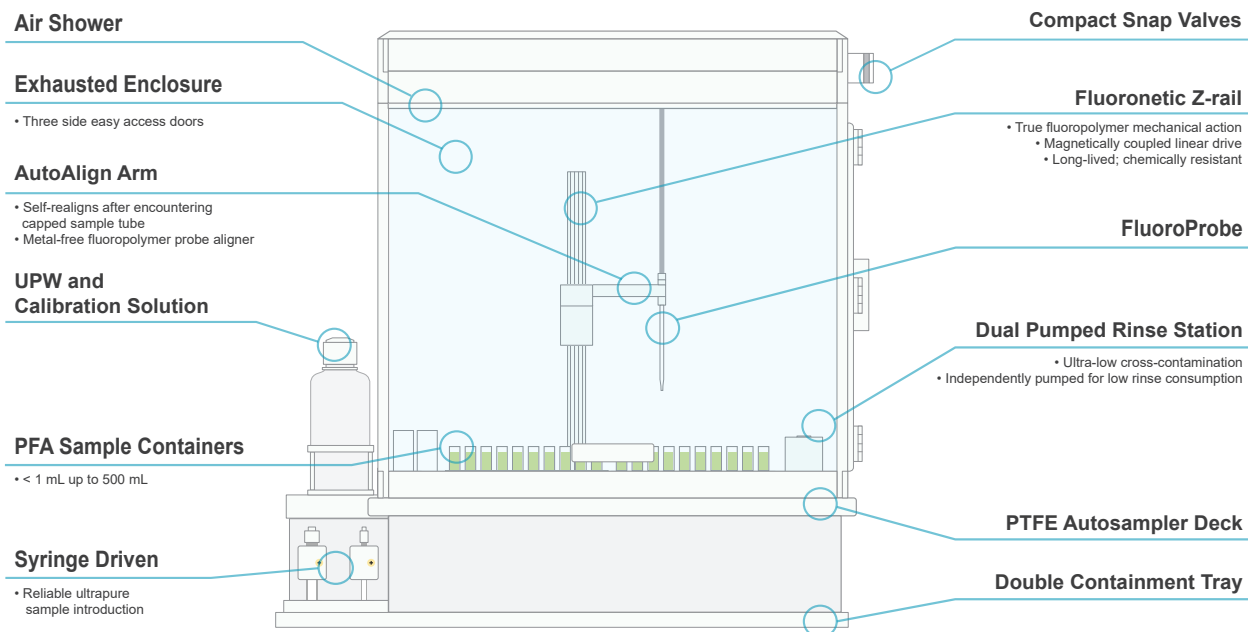 Air Shower
Exhausted Enclosure
• Three side easy access doors
AutoAlign Arm
• Self-realigns after encountering
capped sample tube
• Metal-free fluoropolymer probe aligner
UPW and
Calibration Solution
PFA Sample Containers
• < 1 mL up to 500 mL
Syringe Driven
• Reliable ultrapure
sample introduction
Compact Snap Valves
Fluoronetic Z-rail
• True fluoropolymer mechanical action
• Magnetically coupled linear drive
• Long-lived; chemically resistant
FluoroProbe
Dual Pumped Rinse Station
• Ultra-low cross-contamination
• Independently pumped for low rinse consumption
PTFE Autosampler Deck
Double Containment Tray